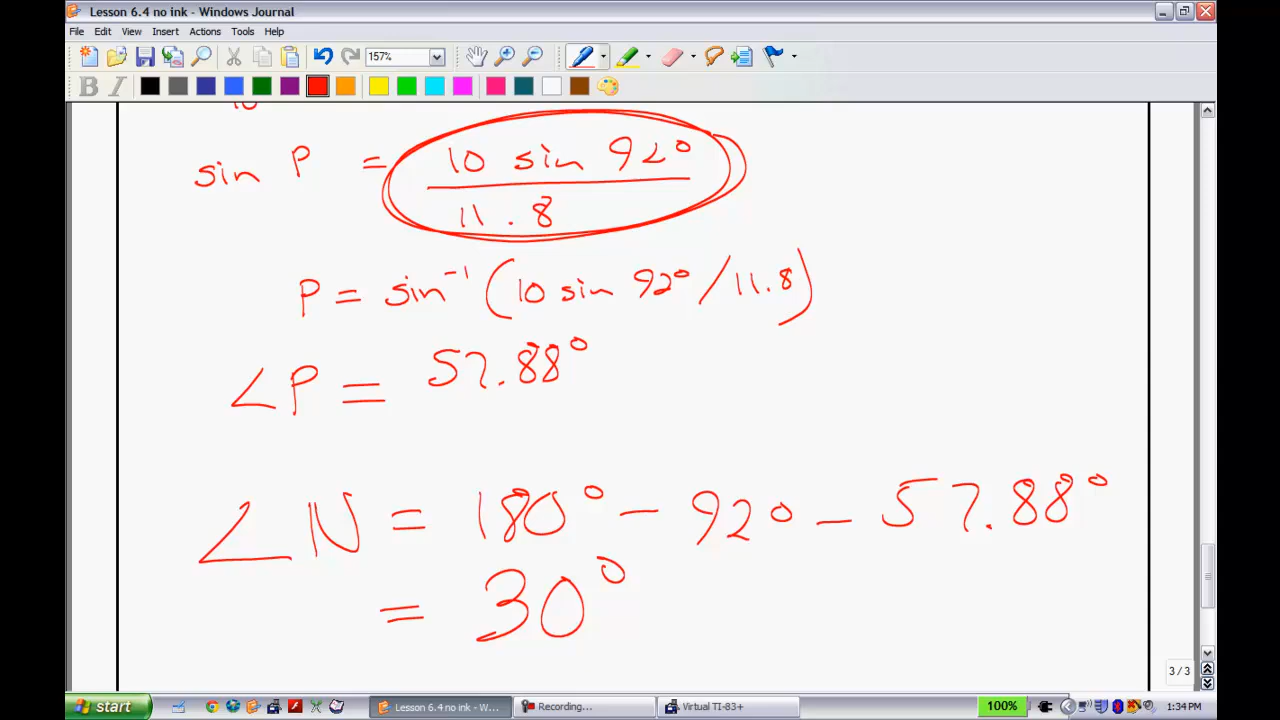 Lesson 6.4 no ink - Windows Journal
File Edit View Insert Actions Tools Help
157%
B I
10
sin P = 10 sin 92°
11.8
P = sin⁻¹ (10 sin 92° / 11.8)
∠P = 57.88°
∠N = 180° - 92° - 57.88°
= 30°
3/3
start Lesson 6.4 no ink - W... Recording... Virtual TI-83+ 100% 1:34 PM